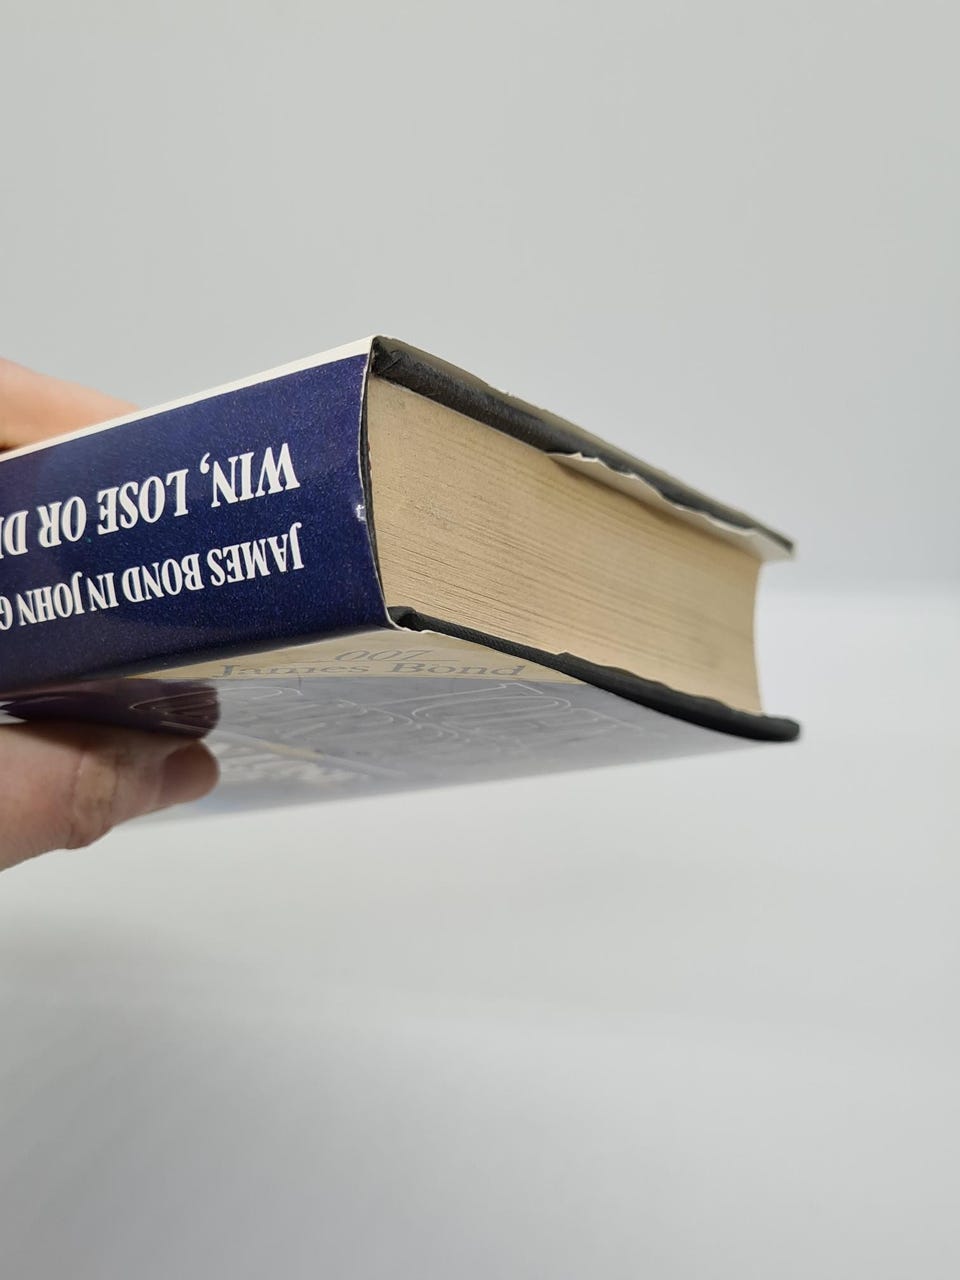 WIN, LOSE OR DI
JAMES BOND IN JOHN G
007
James Bond